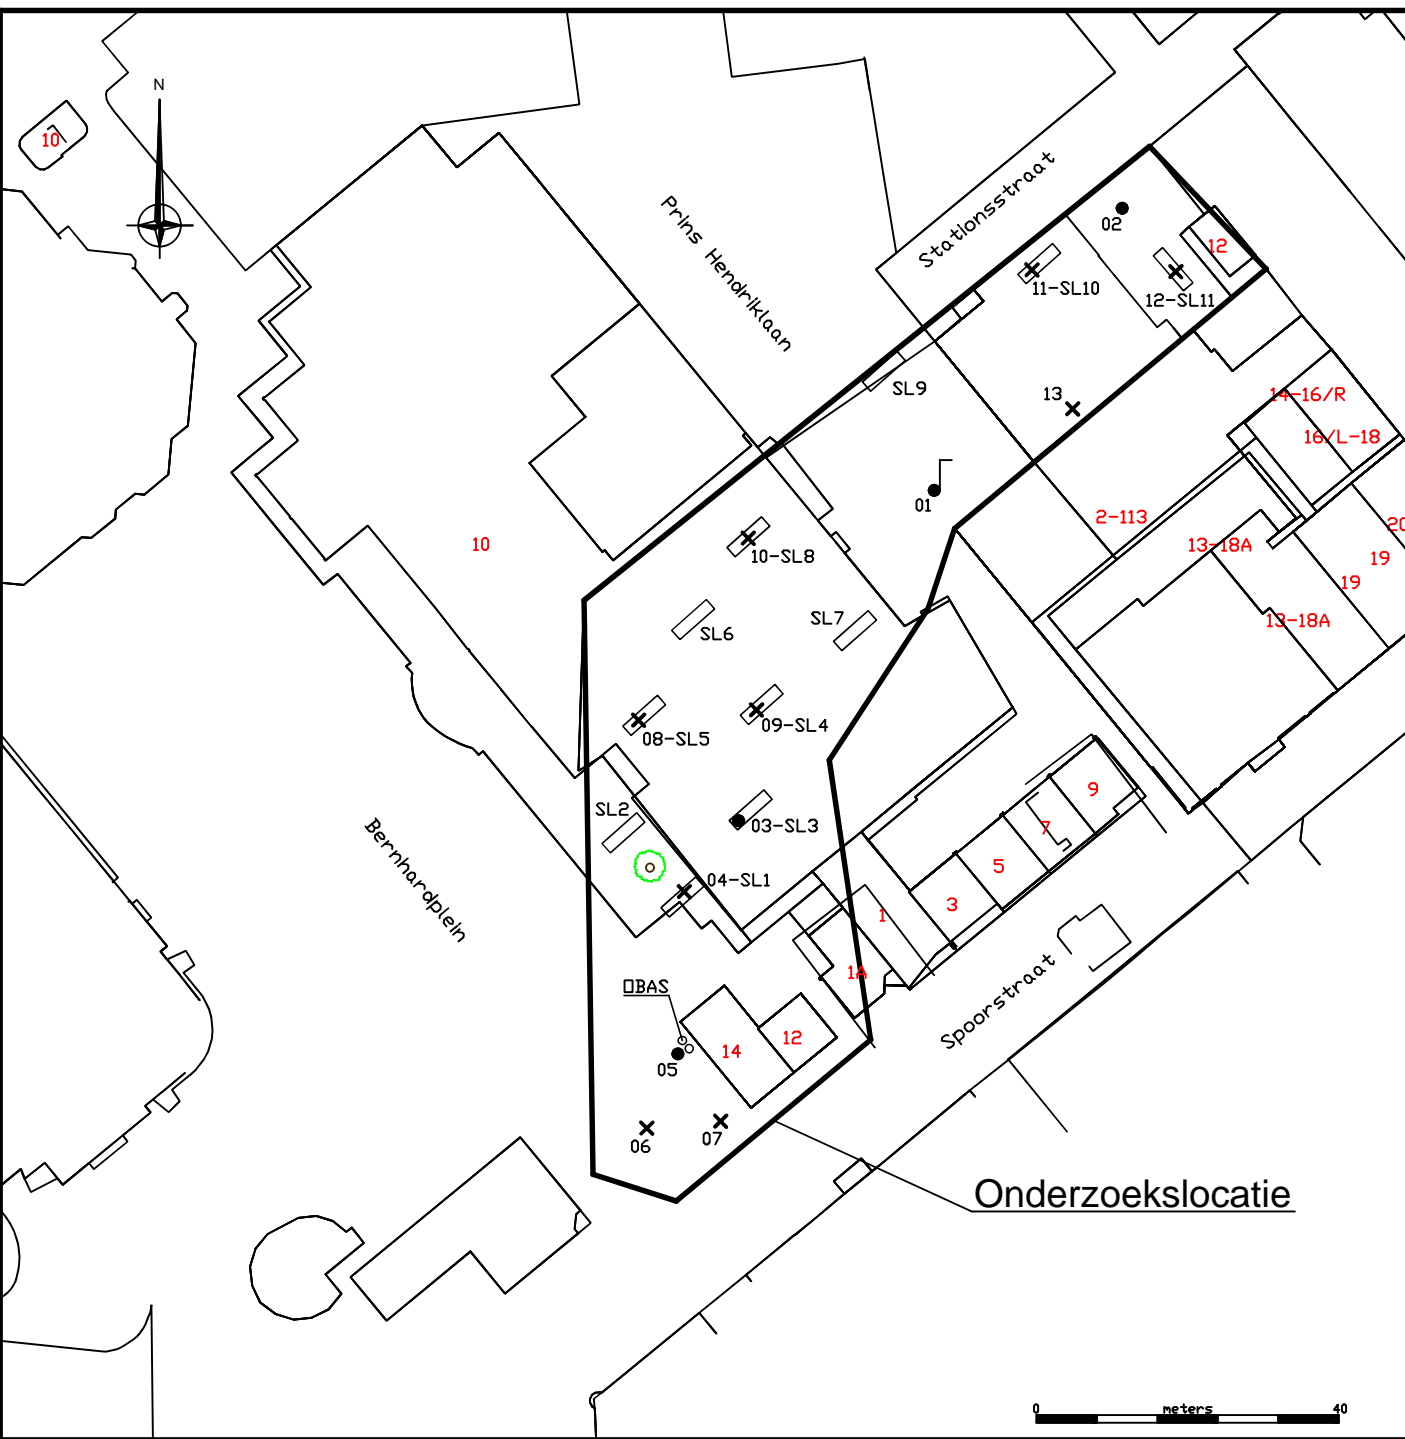 N
10
Prins Hendriklaan
Stationsstraat
02
12
11-SL10
12-SL11
SL9
13
14-16/R
16/L-18
01
2-113
20
10
13-18A
19
10-SL8
19
SL6
SL7
13-18A
08-SL5
09-SL4
9
SL2
03-SL3
7
Bernhardplein
5
04-SL1
3
1
1A
OBAS
Spoorstraat
14
12
05
06
07
Onderzoekslocatie
0
meters
40